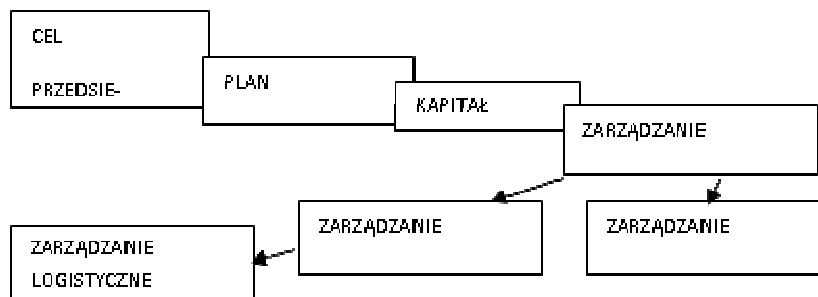 CEL
PRZEDSIE-
PLAN
KAPITAŁ
ZARZĄDZANIE
ZARZĄDZANIE
ZARZĄDZANIE
ZARZĄDZANIE
LOGISTYCZNE